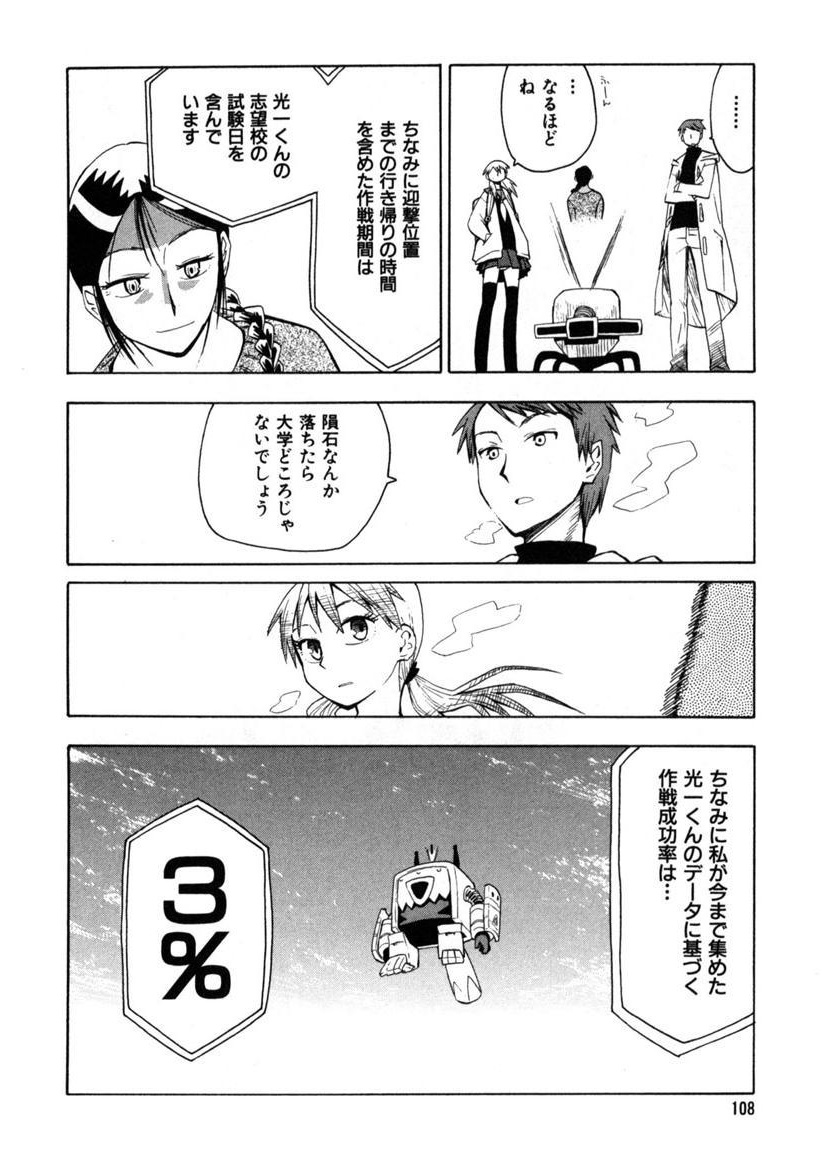 ……
ふーん
…
なるほど
ね
ちなみに迎撃位置
までの行き帰りの時間
を含めた作戦期間は
光一くんの
志望校の
試験日を
含んで
います
隕石なんか
落ちたら
大学どころじゃ
ないでしょう
ちなみに私が今まで集めた
光一くんのデータに基づく
作戦成功率は…
3%
108